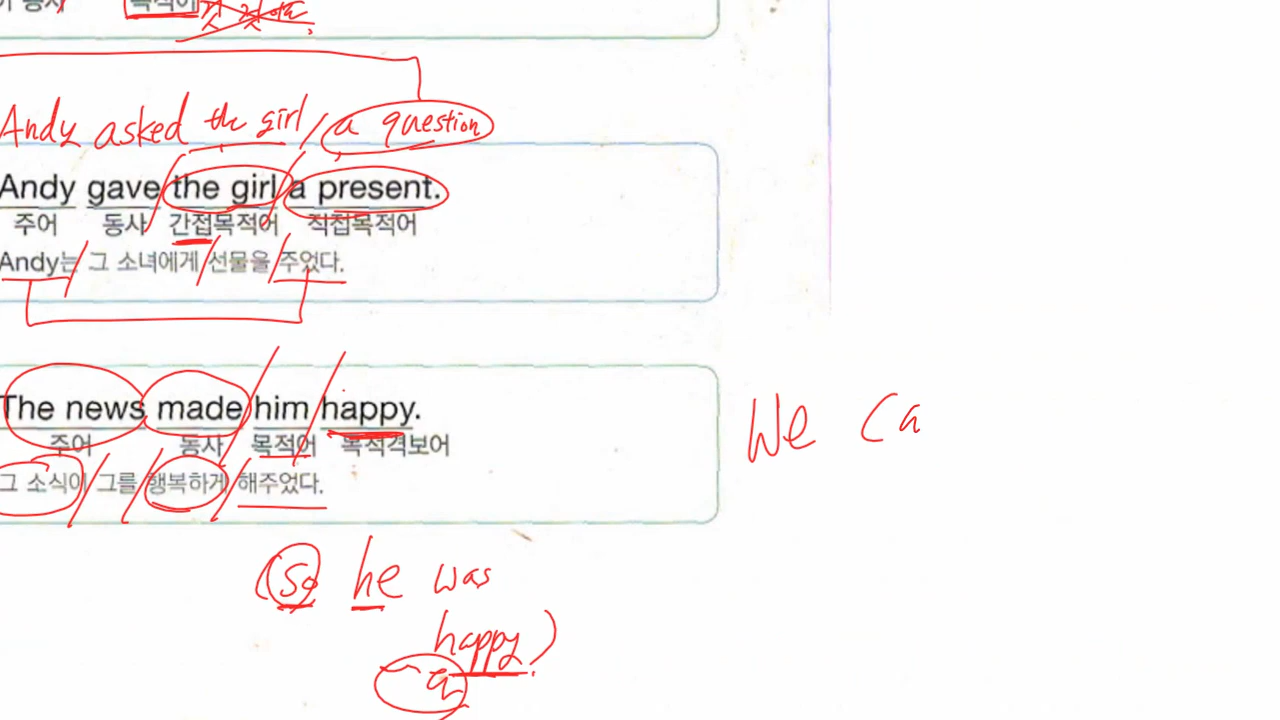 목적어
Andy asked the girl / a question
Andy gave the girl a present.
주어 동사 간접목적어 직접목적어
Andy는 그 소녀에게 선물을 주었다.
The news made him happy.
주어 동사 목적어 목적격보어
그 소식이 그를 행복하게 해주었다.
We ca
(so he was
happy)